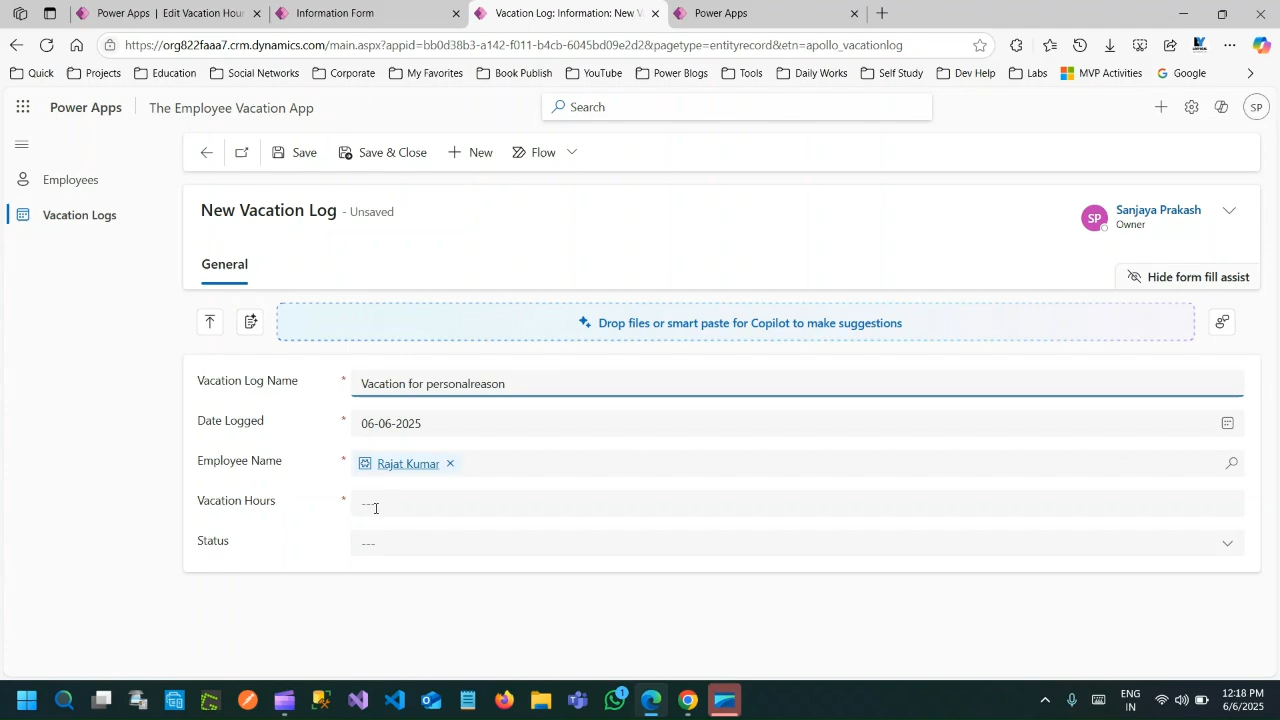 Power Apps | Edit Vacation Hour
Information Form
Vacation Log: Information: New V
Power Apps
https://org822faaa7.crm.dynamics.com/main.aspx?appid=bb0d38b3-a142-f011-b4cb-6045bd09e2d2&pagetype=entityrecord&etn=apollo_vacationlog
Quick
Projects
Education
Social Networks
Corporate
My Favorites
Book Publish
YouTube
Power Blogs
Tools
Daily Works
Self Study
Dev Help
Labs
MVP Activities
Google
Power Apps
The Employee Vacation App
Search
SP
Save
Save & Close
New
Flow
Employees
Vacation Logs
New Vacation Log - Unsaved
SP
Sanjaya Prakash
Owner
General
Hide form fill assist
Drop files or smart paste for Copilot to make suggestions
Vacation Log Name * Vacation for personalreason
Date Logged * 06-06-2025
Employee Name * Rajat Kumar
Vacation Hours * ---
Status ---
1
ENG
IN
12:18 PM
6/6/2025